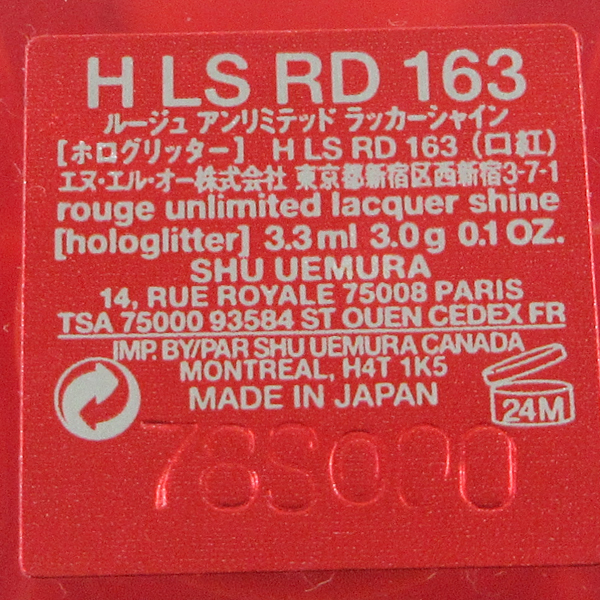 H LS RD 163
ルージュ アンリミテッド ラッカーシャイン
［ホログリッター］ H LS RD 163（口紅）
エヌ・エル・オー株式会社 東京都新宿区西新宿3-7-1
rouge unlimited lacquer shine
[hologlitter] 3.3 ml 3.0 g 0.1 OZ.
SHU UEMURA
14, RUE ROYALE 75008 PARIS
TSA 75000 93584 ST OUEN CEDEX FR
IMP. BY/PAR SHU UEMURA CANADA
MONTREAL, H4T 1K5
MADE IN JAPAN
24M